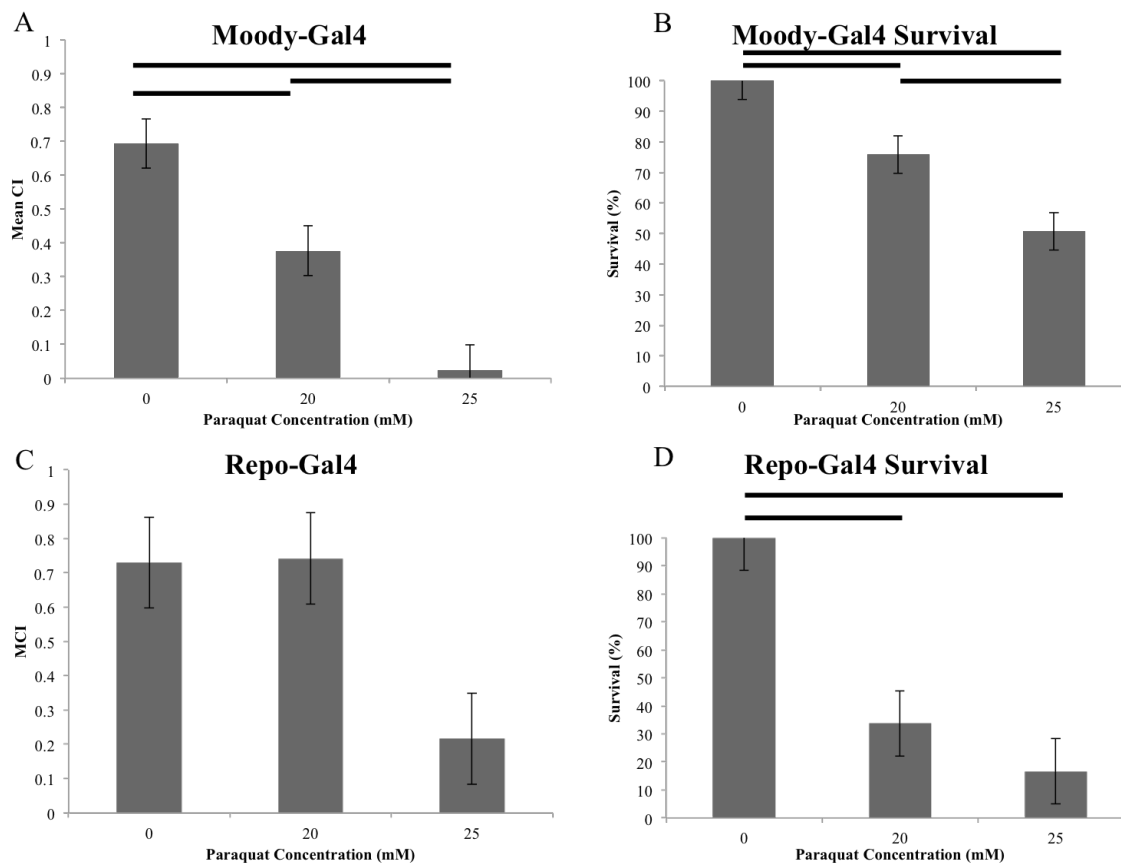 A
Moody-Gal4
1
0.9
0.8
0.7
0.6
0.5
0.4
0.3
0.2
0.1
0
Mean CI
0 20 25
Paraquat Concentration (mM)
B
Moody-Gal4 Survival
100
90
80
70
60
50
40
30
20
10
0
Survival (%)
0 20 25
Paraquat Concentration (mM)
C
Repo-Gal4
1
0.9
0.8
0.7
0.6
0.5
0.4
0.3
0.2
0.1
0
MCI
0 20 25
Paraquat Concentration (mM)
D
Repo-Gal4 Survival
100
90
80
70
60
50
40
30
20
10
0
Survival (%)
0 20 25
Paraquat Concentration (mM)